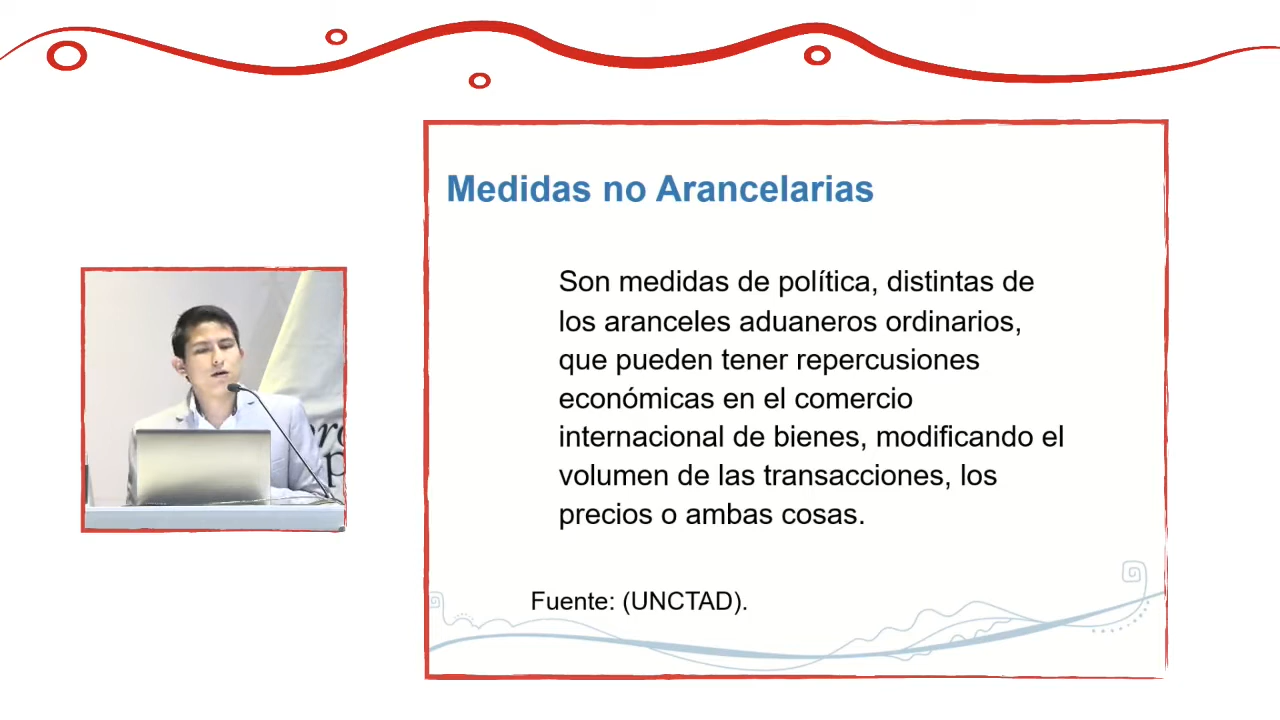 Medidas no Arancelarias
Son medidas de política, distintas de
los aranceles aduaneros ordinarios,
que pueden tener repercusiones
económicas en el comercio
internacional de bienes, modificando el
volumen de las transacciones, los
precios o ambas cosas.
Fuente: (UNCTAD).